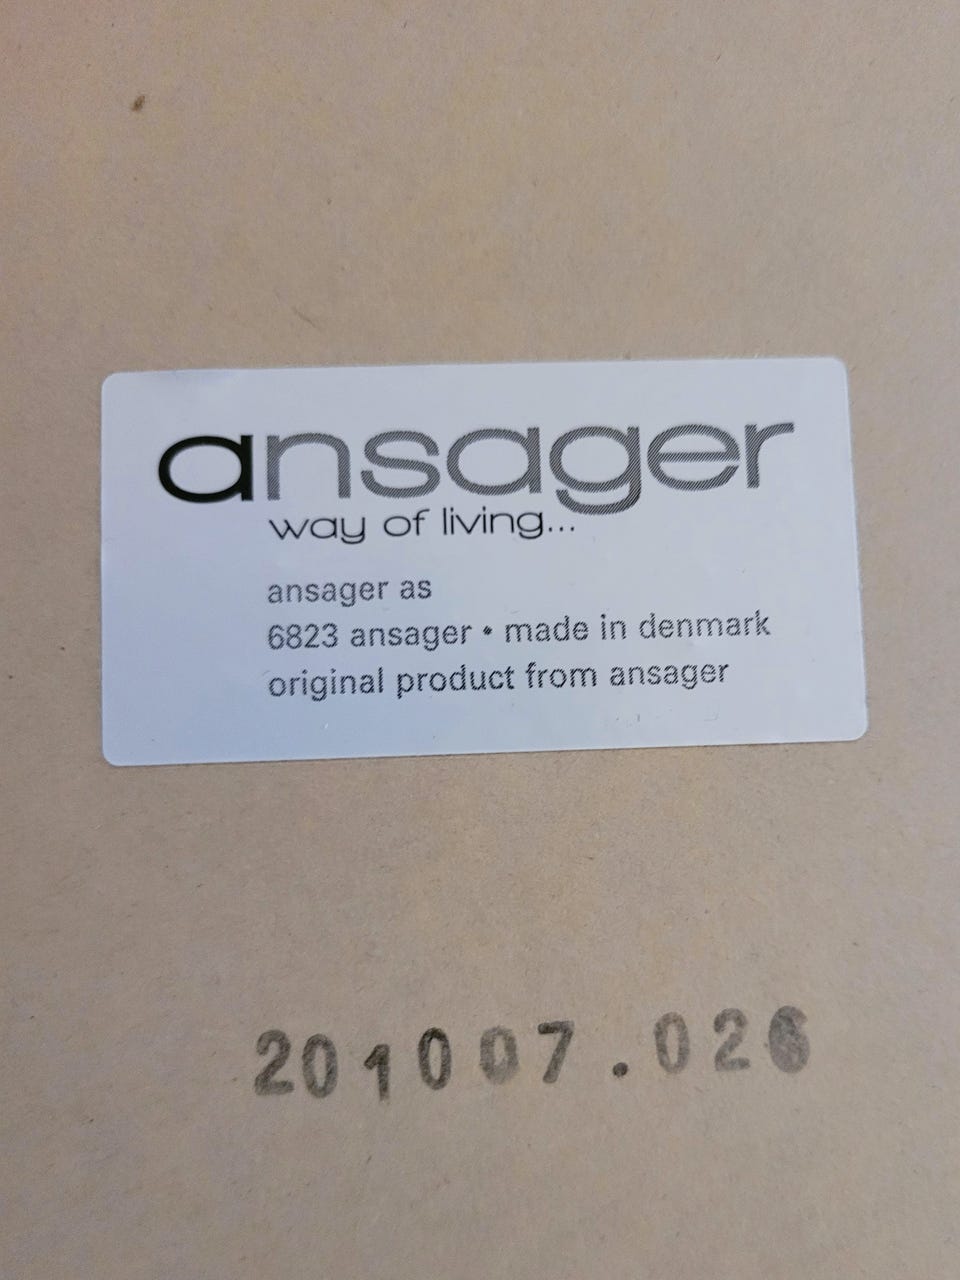 ansager
way of living...
ansager as
6823 ansager • made in denmark
original product from ansager
201007.026